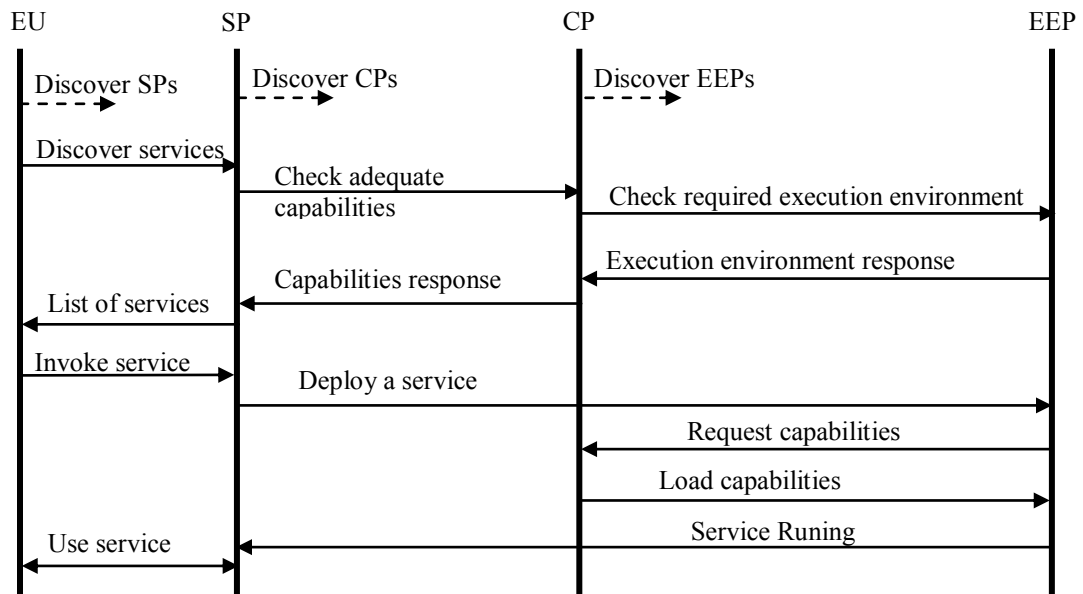 EU SP CP EEP
Discover SPs
Discover CPs
Discover EEPs
Discover services
Check adequate
capabilities
Check required execution environment
Execution environment response
Capabilities response
List of services
Invoke service
Deploy a service
Request capabilities
Load capabilities
Service Runing
Use service